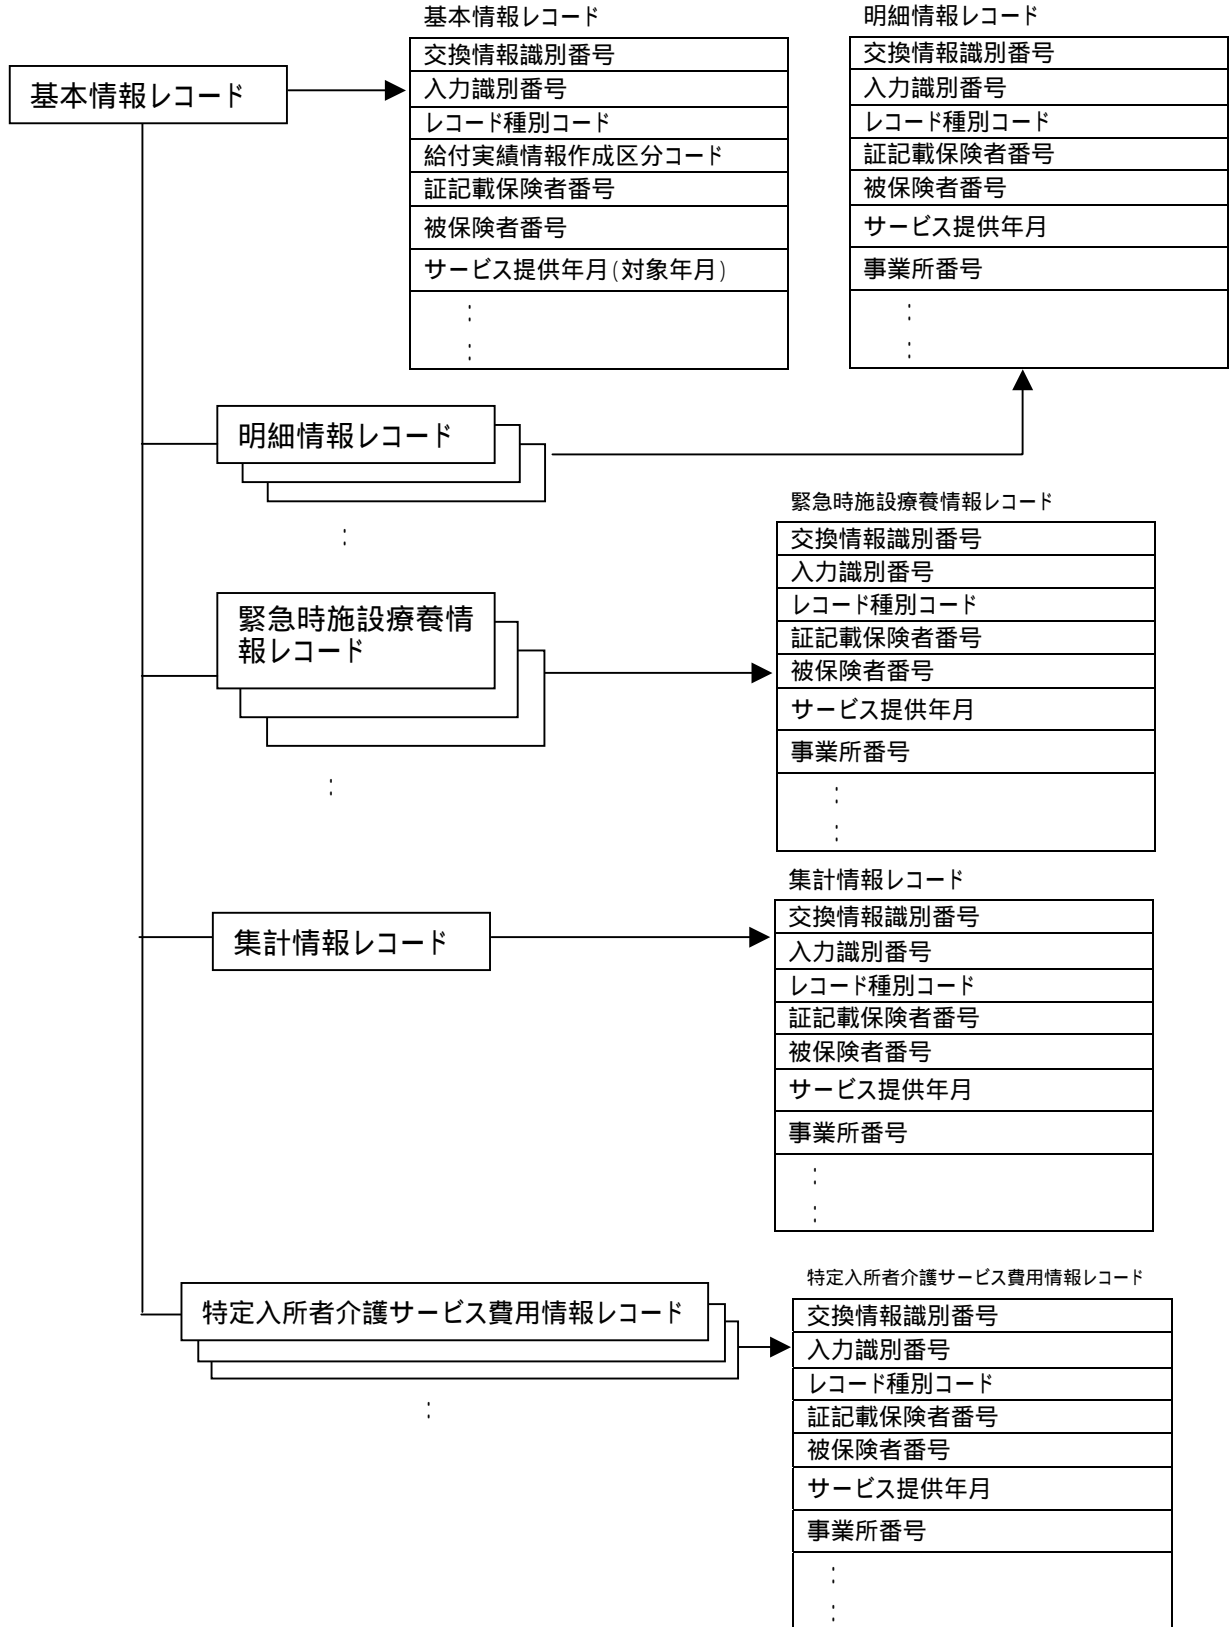 基本情報レコード
基本情報レコード
交換情報識別番号
入力識別番号
レコード種別コード
給付実績情報作成区分コード
証記載保険者番号
被保険者番号
サービス提供年月(対象年月)
:
:
明細情報レコード
交換情報識別番号
入力識別番号
レコード種別コード
証記載保険者番号
被保険者番号
サービス提供年月
事業所番号
:
:
明細情報レコード
:
緊急時施設療養情報レコード
交換情報識別番号
入力識別番号
レコード種別コード
証記載保険者番号
被保険者番号
サービス提供年月
事業所番号
:
:
緊急時施設療養情
報レコード
:
集計情報レコード
集計情報レコード
交換情報識別番号
入力識別番号
レコード種別コード
証記載保険者番号
被保険者番号
サービス提供年月
事業所番号
:
:
特定入所者介護サービス費用情報レコード
:
特定入所者介護サービス費用情報レコード
交換情報識別番号
入力識別番号
レコード種別コード
証記載保険者番号
被保険者番号
サービス提供年月
事業所番号
:
: